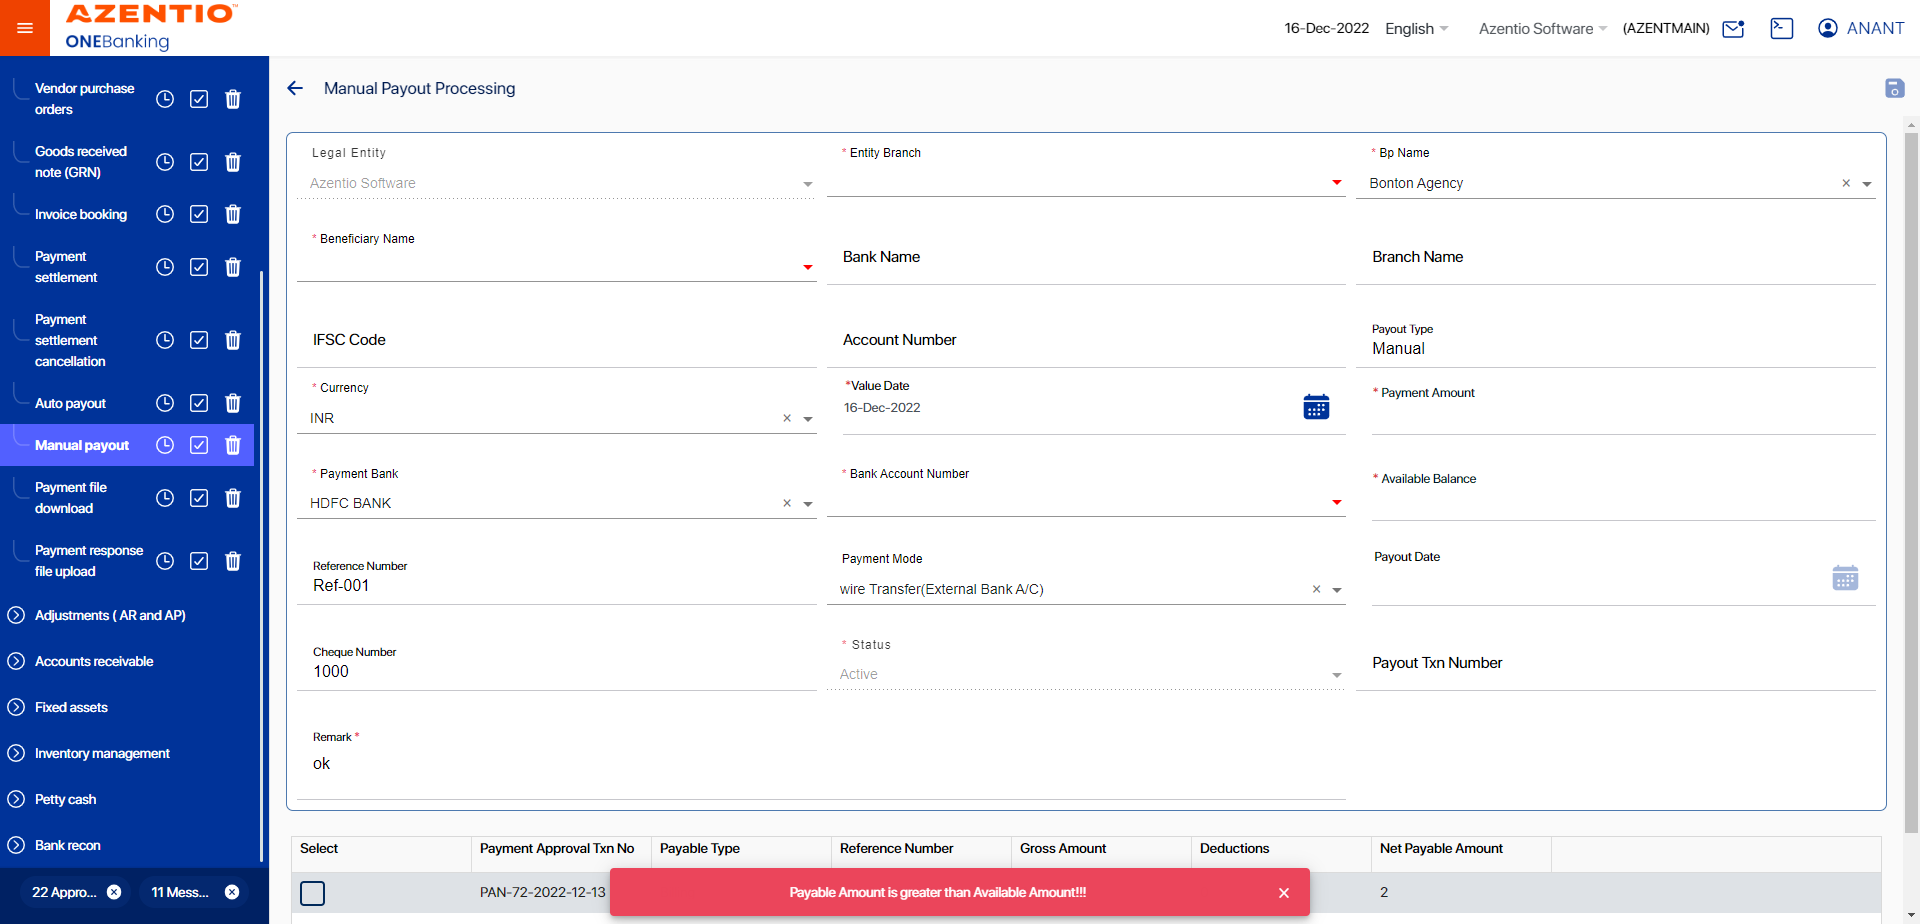 AZENTIO™
ONEBanking
16-Dec-2022
English
Azentio Software
(AZENTMAIN)
ANANT
Vendor purchase
orders
Goods received
note (GRN)
Invoice booking
Payment
settlement
Payment
settlement
cancellation
Auto payout
Manual payout
Payment file
download
Payment response
file upload
Adjustments ( AR and AP)
Accounts receivable
Fixed assets
Inventory management
Petty cash
Bank recon
22 Appro...
11 Mess...
Manual Payout Processing
Legal Entity
Azentio Software
* Entity Branch
* Bp Name
Bonton Agency
* Beneficiary Name
Bank Name
Branch Name
IFSC Code
Account Number
Payout Type
Manual
* Currency
INR
*Value Date
16-Dec-2022
* Payment Amount
* Payment Bank
HDFC BANK
* Bank Account Number
* Available Balance
Reference Number
Ref-001
Payment Mode
wire Transfer(External Bank A/C)
Payout Date
Cheque Number
1000
* Status
Active
Payout Txn Number
Remark *
ok
Select
Payment Approval Txn No
Payable Type
Reference Number
Gross Amount
Deductions
Net Payable Amount
PAN-72-2022-12-13
2
Payable Amount is greater than Available Amount!!!